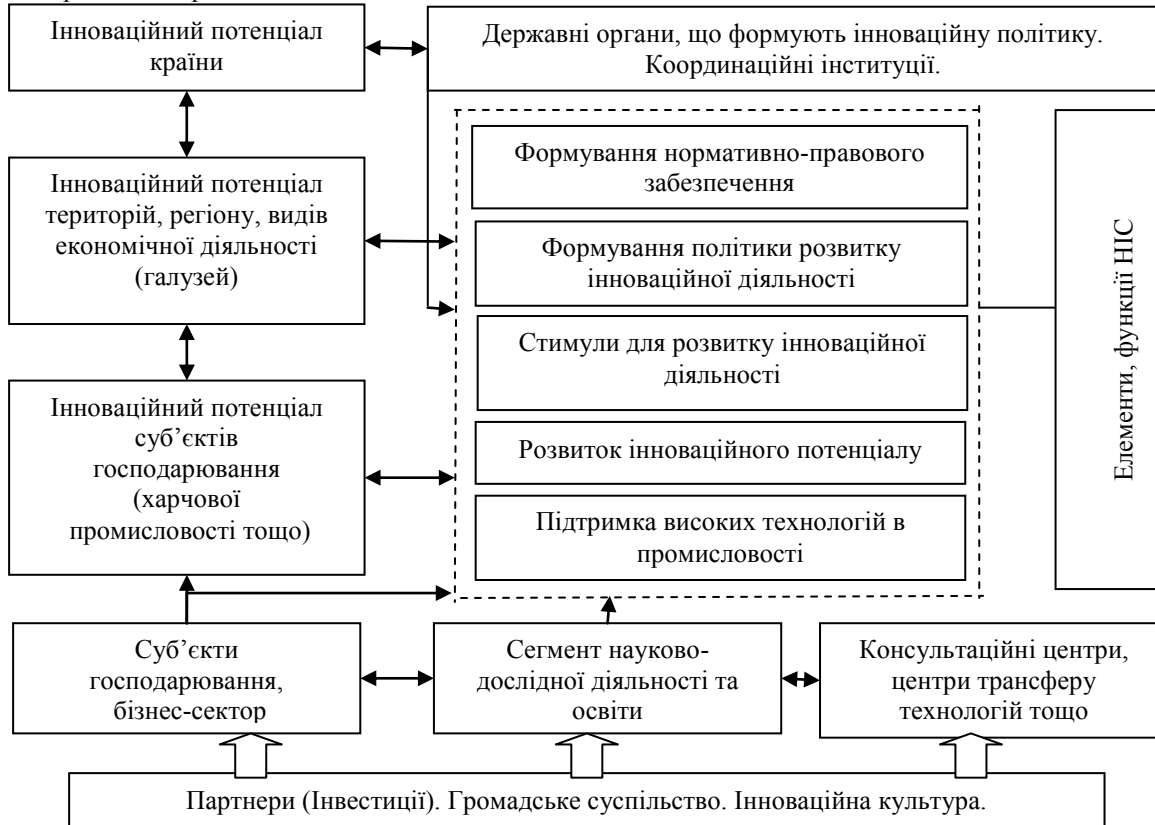 Інноваційний потенціал
країни
Державні органи, що формують інноваційну політику.
Координаційні інституції.
Інноваційний потенціал
територій, регіону, видів
економічної діяльності
(галузей)
Інноваційний потенціал
суб’єктів
господарювання
(харчової
промисловості тощо)
Формування нормативно-правового
забезпечення
Формування політики розвитку
інноваційної діяльності
Стимули для розвитку інноваційної
діяльності
Розвиток інноваційного потенціалу
Підтримка високих технологій в
промисловості
Елементи, функції НІС
Суб’єкти
господарювання,
бізнес-сектор
Сегмент науково-
дослідної діяльності та
освіти
Консультаційні центри,
центри трансферу
технологій тощо
Партнери (Інвестиції). Громадське суспільство. Інноваційна культура.